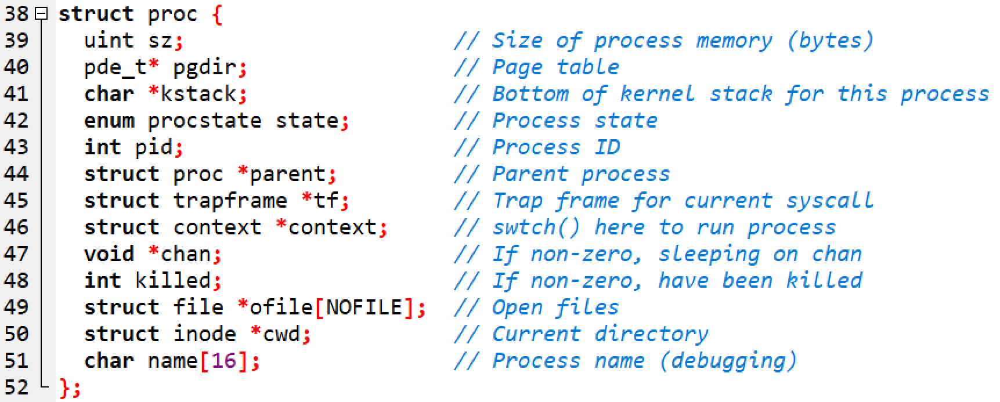 38 struct proc {
39   uint sz;                     // Size of process memory (bytes)
40   pde_t* pgdir;                // Page table
41   char *kstack;                // Bottom of kernel stack for this process
42   enum procstate state;        // Process state
43   int pid;                     // Process ID
44   struct proc *parent;         // Parent process
45   struct trapframe *tf;        // Trap frame for current syscall
46   struct context *context;     // swtch() here to run process
47   void *chan;                  // If non-zero, sleeping on chan
48   int killed;                  // If non-zero, have been killed
49   struct file *ofile[NOFILE];  // Open files
50   struct inode *cwd;           // Current directory
51   char name[16];               // Process name (debugging)
52 };